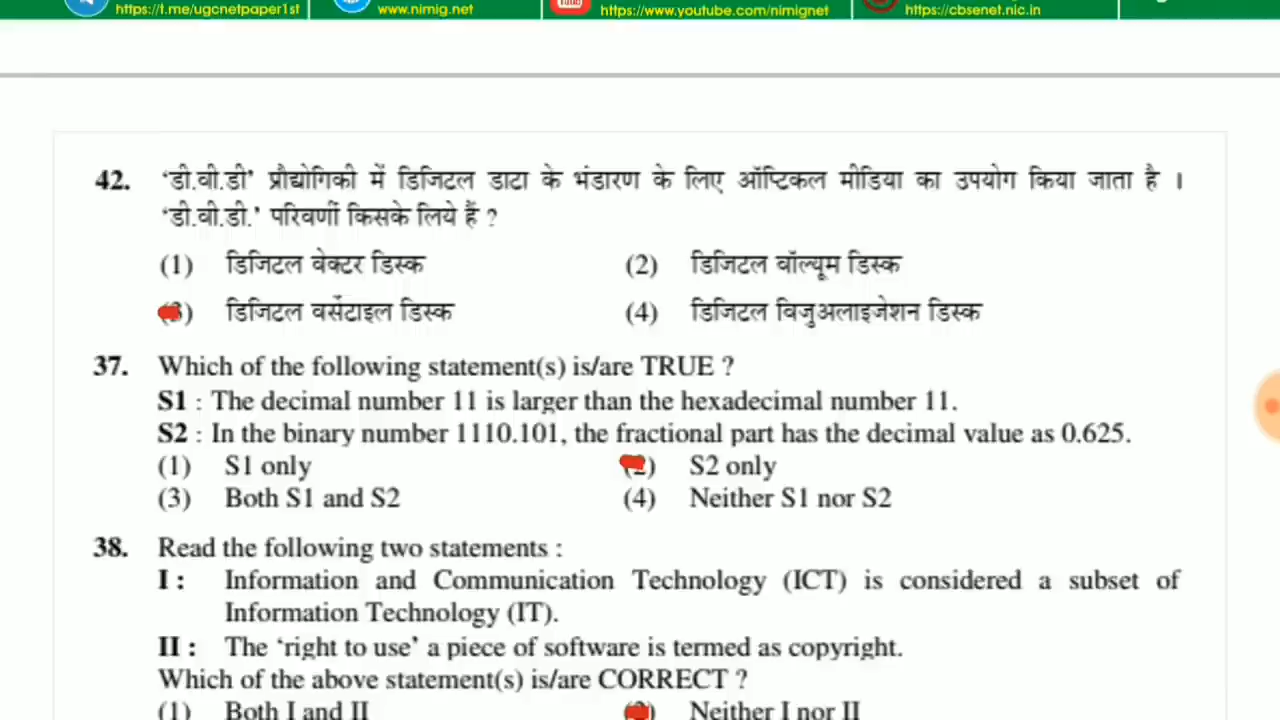 https://t.me/ugcnetpaper1st www.nimig.net https://www.youtube.com/nimignet https://cbsenet.nic.in
42. 'डी.वी.डी' प्रौद्योगिकी में डिजिटल डाटा के भंडारण के लिए ऑप्टिकल मीडिया का उपयोग किया जाता है ।
'डी.वी.डी.' परिवर्णी किसके लिये हैं ?
(1) डिजिटल वेक्टर डिस्क (2) डिजिटल वॉल्यूम डिस्क
(3) डिजिटल वर्सेटाइल डिस्क (4) डिजिटल विजुअलाइजेशन डिस्क
37. Which of the following statement(s) is/are TRUE ?
S1 : The decimal number 11 is larger than the hexadecimal number 11.
S2 : In the binary number 1110.101, the fractional part has the decimal value as 0.625.
(1) S1 only (2) S2 only
(3) Both S1 and S2 (4) Neither S1 nor S2
38. Read the following two statements :
I : Information and Communication Technology (ICT) is considered a subset of
Information Technology (IT).
II : The 'right to use' a piece of software is termed as copyright.
Which of the above statement(s) is/are CORRECT ?
(1) Both I and II (2) Neither I nor II